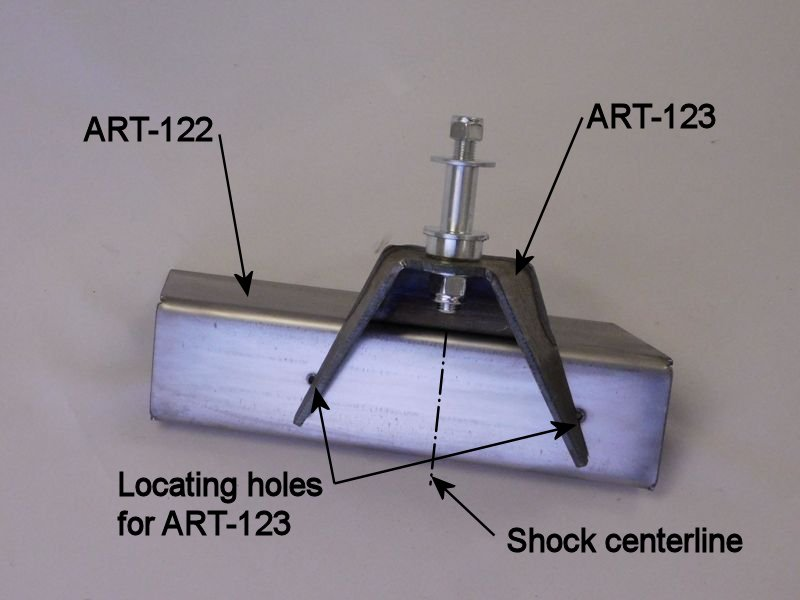 ART-122
ART-123
Locating holes
for ART-123
Shock centerline